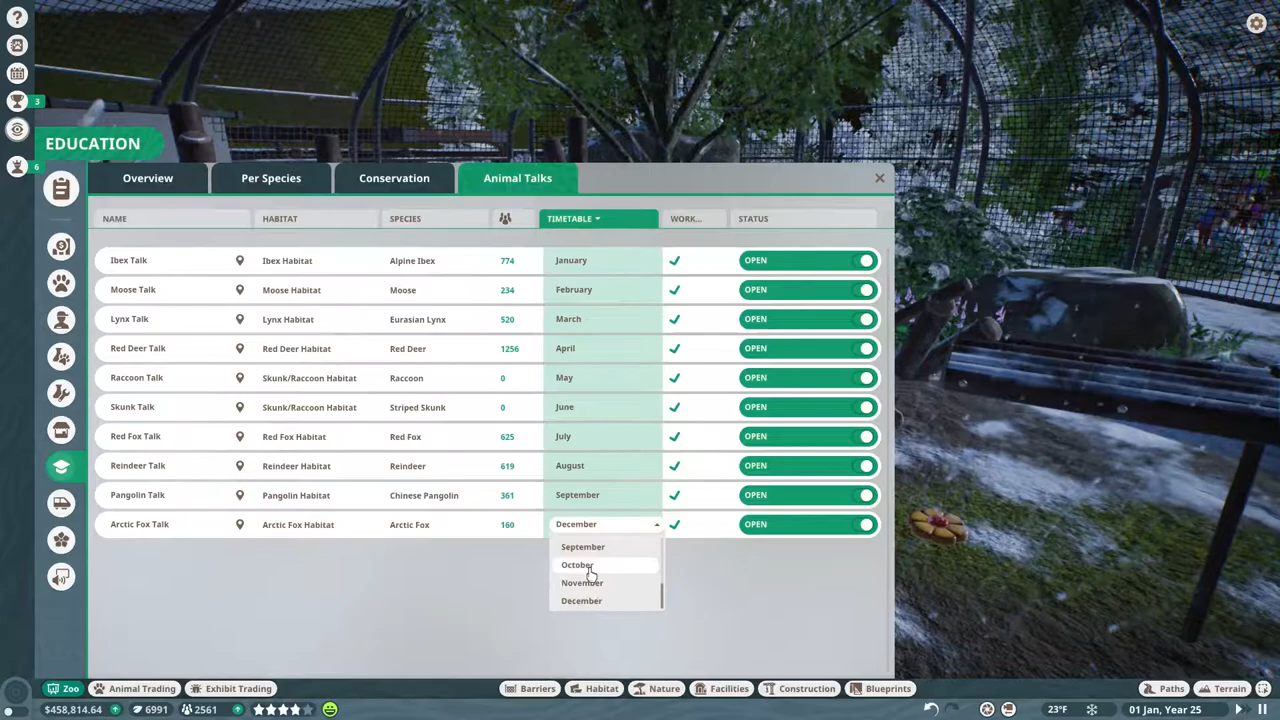 3
EDUCATION
6
Overview Per Species Conservation Animal Talks
NAME HABITAT SPECIES TIMETABLE WORK... STATUS
Ibex Talk Ibex Habitat Alpine Ibex 774 January OPEN
Moose Talk Moose Habitat Moose 234 February OPEN
Lynx Talk Lynx Habitat Eurasian Lynx 520 March OPEN
Red Deer Talk Red Deer Habitat Red Deer 1256 April OPEN
Raccoon Talk Skunk/Raccoon Habitat Raccoon 0 May OPEN
Skunk Talk Skunk/Raccoon Habitat Striped Skunk 0 June OPEN
Red Fox Talk Red Fox Habitat Red Fox 625 July OPEN
Reindeer Talk Reindeer Habitat Reindeer 619 August OPEN
Pangolin Talk Pangolin Habitat Chinese Pangolin 361 September OPEN
Arctic Fox Talk Arctic Fox Habitat Arctic Fox 160 December OPEN
September
October
November
December
Zoo Animal Trading Exhibit Trading Barriers Habitat Nature Facilities Construction Blueprints Paths Terrain
$458,814.64 6991 2561 23°F 01 Jan, Year 25